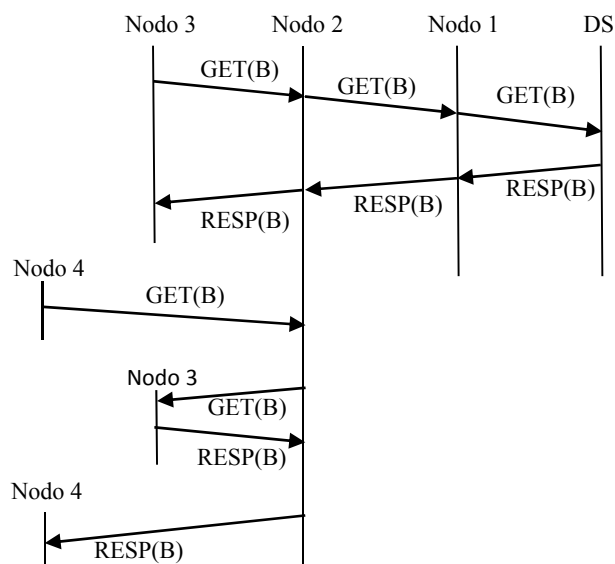 Nodo 3 Nodo 2 Nodo 1 DS
GET(B)
GET(B)
GET(B)
RESP(B)
RESP(B)
RESP(B)
Nodo 4
GET(B)
Nodo 3
GET(B)
RESP(B)
Nodo 4
RESP(B)